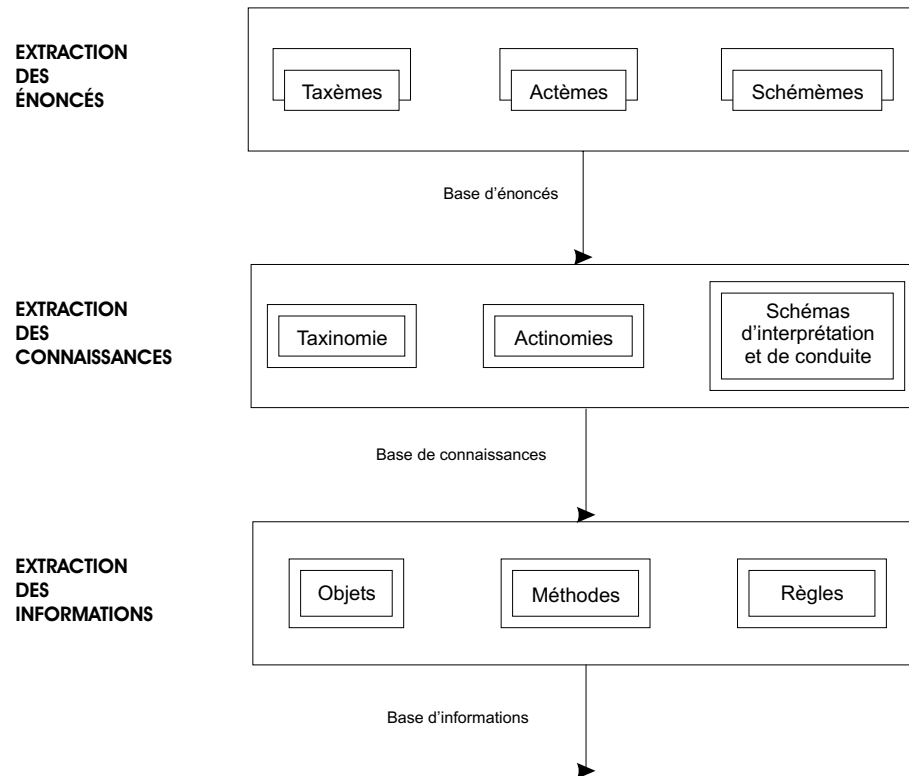 EXTRACTION
DES
ÉNONCÉS
Taxèmes
Actèmes
Schémèmes
Base d'énoncés
EXTRACTION
DES
CONNAISSANCES
Taxinomie
Actinomies
Schémas
d'interprétation
et de conduite
Base de connaissances
EXTRACTION
DES
INFORMATIONS
Objets
Méthodes
Règles
Base d'informations